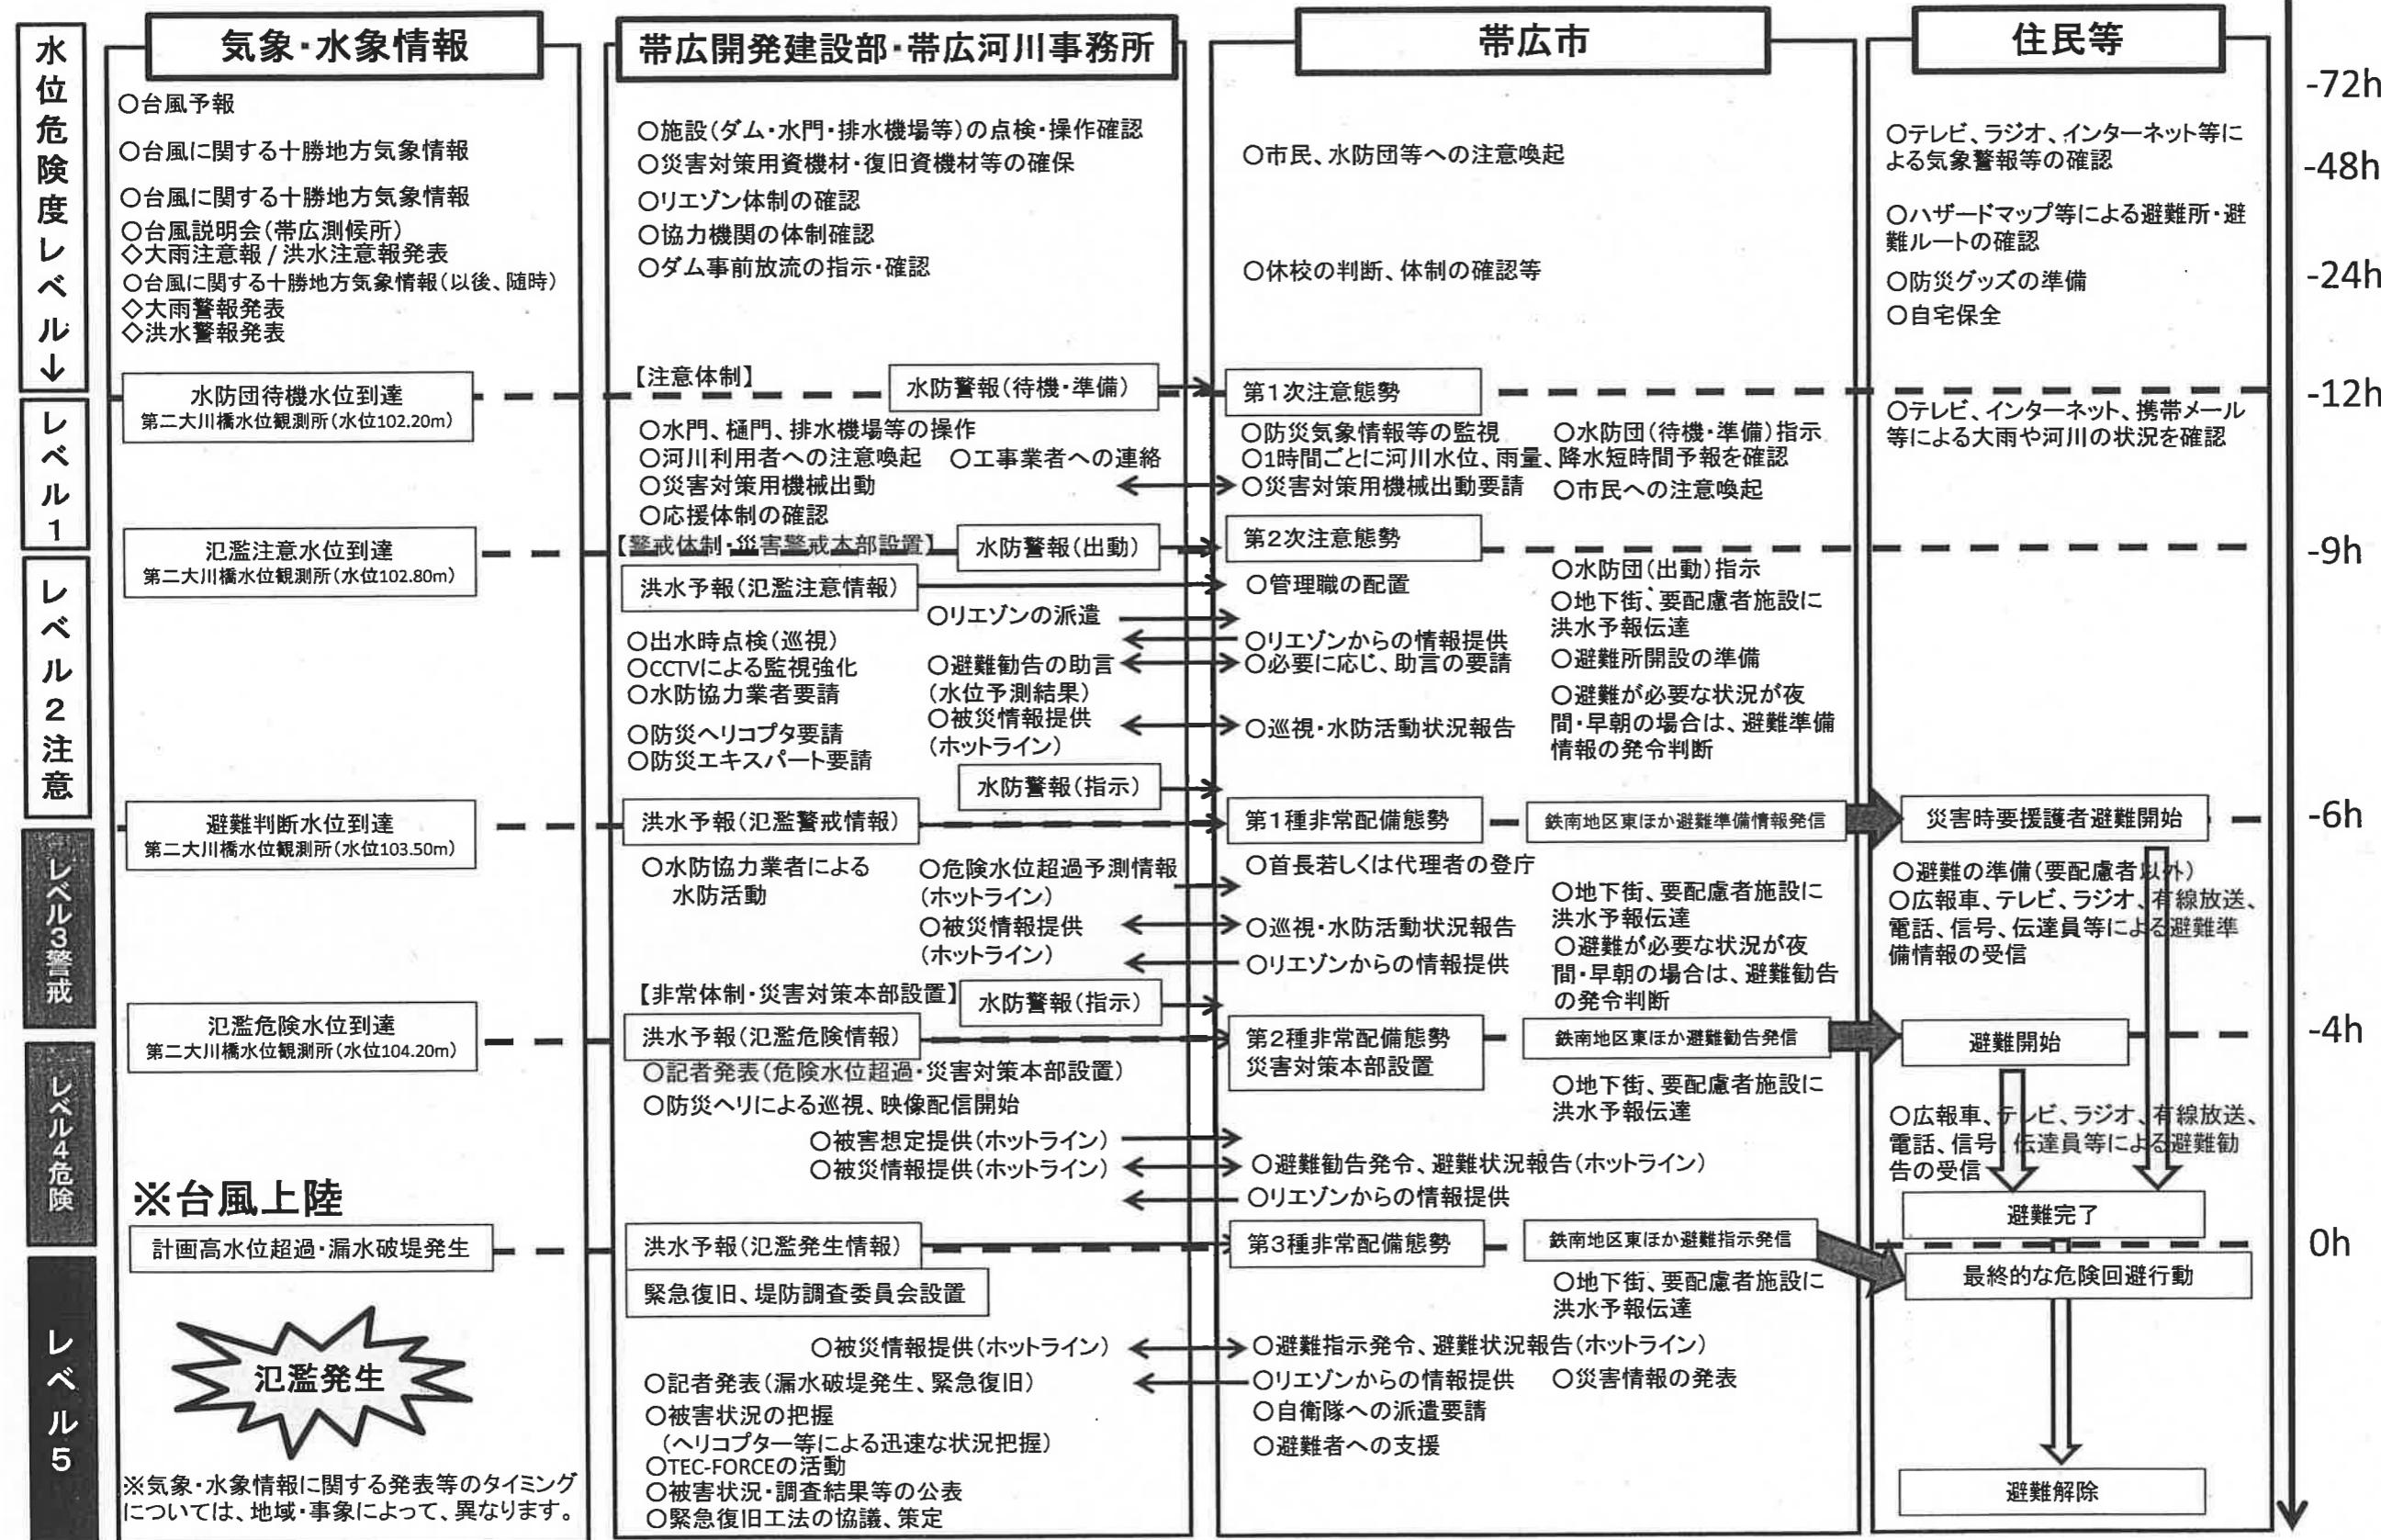 水位危険度レベル↓
レベル1
レベル2注意
レベル3警戒
レベル4危険
レベル5
気象・水象情報
○台風予報
○台風に関する十勝地方気象情報
○台風に関する十勝地方気象情報
○台風説明会(帯広測候所)
◇大雨注意報/洪水注意報発表
○台風に関する十勝地方気象情報(以後、随時)
◇大雨警報発表
◇洪水警報発表
水防団待機水位到達
第二大川橋水位観測所(水位102.20m)
氾濫注意水位到達
第二大川橋水位観測所(水位102.80m)
避難判断水位到達
第二大川橋水位観測所(水位103.50m)
氾濫危険水位到達
第二大川橋水位観測所(水位104.20m)
※台風上陸
計画高水位超過・漏水破堤発生
氾濫発生
※気象・水象情報に関する発表等のタイミング
については、地域・事象によって、異なります。
帯広開発建設部・帯広河川事務所
○施設(ダム・水門・排水機場等)の点検・操作確認
○災害対策用資機材・復旧資機材等の確保
○リエゾン体制の確認
○協力機関の体制確認
○ダム事前放流の指示・確認
【注意体制】
水防警報(待機・準備)
○水門、樋門、排水機場等の操作
○河川利用者への注意喚起 ○工事業者への連絡
○災害対策用機械出動
○応援体制の確認
【警戒体制・災害警戒本部設置】
水防警報(出動)
洪水予報(氾濫注意情報)
○リエゾンの派遣
○出水時点検(巡視)
○CCTVによる監視強化
○水防協力業者要請
○防災ヘリコプタ要請
○防災エキスパート要請
○避難勧告の助言
(水位予測結果)
○被災情報提供
(ホットライン)
水防警報(指示)
洪水予報(氾濫警戒情報)
○水防協力業者による
水防活動
○危険水位超過予測情報
(ホットライン)
○被災情報提供
(ホットライン)
【非常体制・災害対策本部設置】
水防警報(指示)
洪水予報(氾濫危険情報)
○記者発表(危険水位超過・災害対策本部設置)
○防災ヘリによる巡視、映像配信開始
○被害想定提供(ホットライン)
○被災情報提供(ホットライン)
洪水予報(氾濫発生情報)
緊急復旧、堤防調査委員会設置
○被災情報提供(ホットライン)
○記者発表(漏水破堤発生、緊急復旧)
○被害状況の把握
(ヘリコプター等による迅速な状況把握)
○TEC-FORCEの活動
○被害状況・調査結果等の公表
○緊急復旧工法の協議、策定
帯広市
○市民、水防団等への注意喚起
○休校の判断、体制の確認等
第1次注意態勢
○防災気象情報等の監視 ○水防団(待機・準備)指示
○1時間ごとに河川水位、雨量、降水短時間予報を確認
○災害対策用機械出動要請 ○市民への注意喚起
第2次注意態勢
○管理職の配置
○リエゾンからの情報提供
○必要に応じ、助言の要請
○巡視・水防活動状況報告
○水防団(出動)指示
○地下街、要配慮者施設に
洪水予報伝達
○避難所開設の準備
○避難が必要な状況が夜
間・早朝の場合は、避難準備
情報の発令判断
第1種非常配備態勢
鉄南地区東ほか避難準備情報発信
○首長若しくは代理者の登庁
○巡視・水防活動状況報告
○リエゾンからの情報提供
○地下街、要配慮者施設に
洪水予報伝達
○避難が必要な状況が夜
間・早朝の場合は、避難勧告
の発令判断
第2種非常配備態勢
災害対策本部設置
鉄南地区東ほか避難勧告発信
○地下街、要配慮者施設に
洪水予報伝達
○避難勧告発令、避難状況報告(ホットライン)
○リエゾンからの情報提供
第3種非常配備態勢
鉄南地区東ほか避難指示発信
○地下街、要配慮者施設に
洪水予報伝達
○避難指示発令、避難状況報告(ホットライン)
○リエゾンからの情報提供 ○災害情報の発表
○自衛隊への派遣要請
○避難者への支援
住民等
○テレビ、ラジオ、インターネット等に
よる気象警報等の確認
○ハザードマップ等による避難所・避
難ルートの確認
○防災グッズの準備
○自宅保全
○テレビ、インターネット、携帯メール
等による大雨や河川の状況を確認
災害時要援護者避難開始
○避難の準備(要配慮者以外)
○広報車、テレビ、ラジオ、有線放送、
電話、信号、伝達員等による避難準
備情報の受信
避難開始
○広報車、テレビ、ラジオ、有線放送、
電話、信号、伝達員等による避難勧
告の受信
避難完了
最終的な危険回避行動
避難解除
-72h
-48h
-24h
-12h
-9h
-6h
-4h
0h